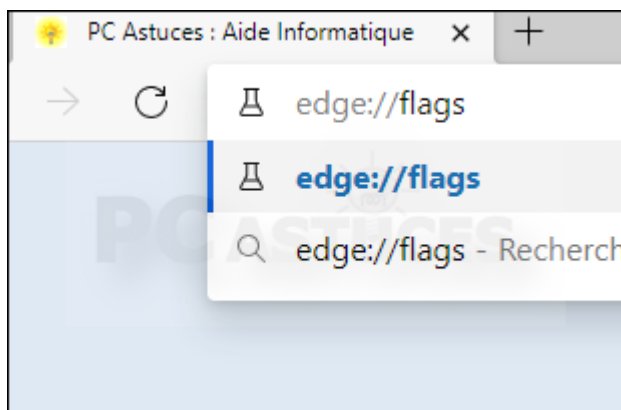 PC Astuces : Aide Informatique
edge://flags
edge://flags
edge://flags - Recherch
PC ASTUCES